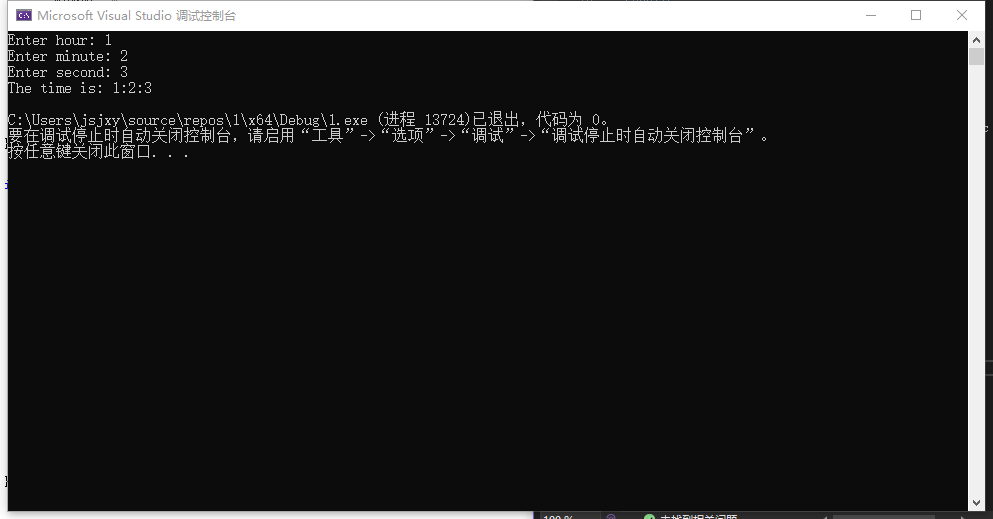 Microsoft Visual Studio 调试控制台
Enter hour: 1
Enter minute: 2
Enter second: 3
The time is: 1:2:3
C:\Users\jsjxy\source\repos\1\x64\Debug\1.exe (进程 13724)已退出，代码为 0。
要在调试停止时自动关闭控制台，请启用“工具”->“选项”->“调试”->“调试停止时自动关闭控制台”。
按任意键关闭此窗口. . .